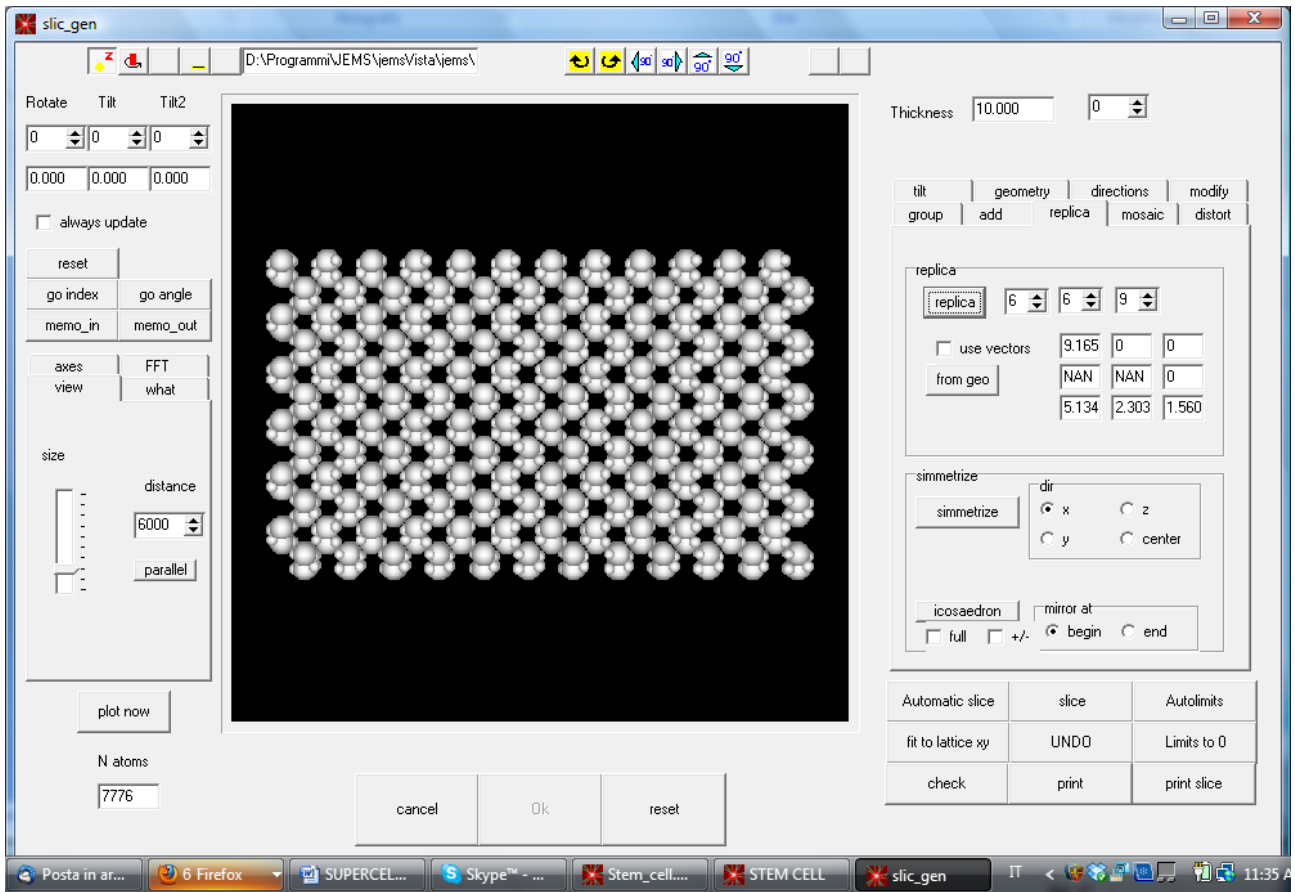 slic_gen
D:\Programmi\JEMS\jemsVista\jems\
90
90
90°
90°
Rotate Tilt Tilt2
0 0 0
0.000 0.000 0.000
always update
reset
go index go angle
memo_in memo_out
axes FFT
view what
size
distance
6000
parallel
plot now
N atoms
7776
cancel Ok reset
Thickness 10.000 0
tilt geometry directions modify
group add replica mosaic distort
replica
replica 6 6 9
use vectors 9.165 0 0
from geo NAN NAN 0
5.134 2.303 1.560
simmetrize
simmetrize
dir
x z
y center
icosaedron
full +/-
mirror at
begin end
Automatic slice slice Autolimits
fit to lattice xy UNDO Limits to 0
check print print slice
Posta in ar... 6 Firefox SUPERCEL... Skype™ - ... Stem_cell.... STEM CELL slic_gen IT < 11:35 A